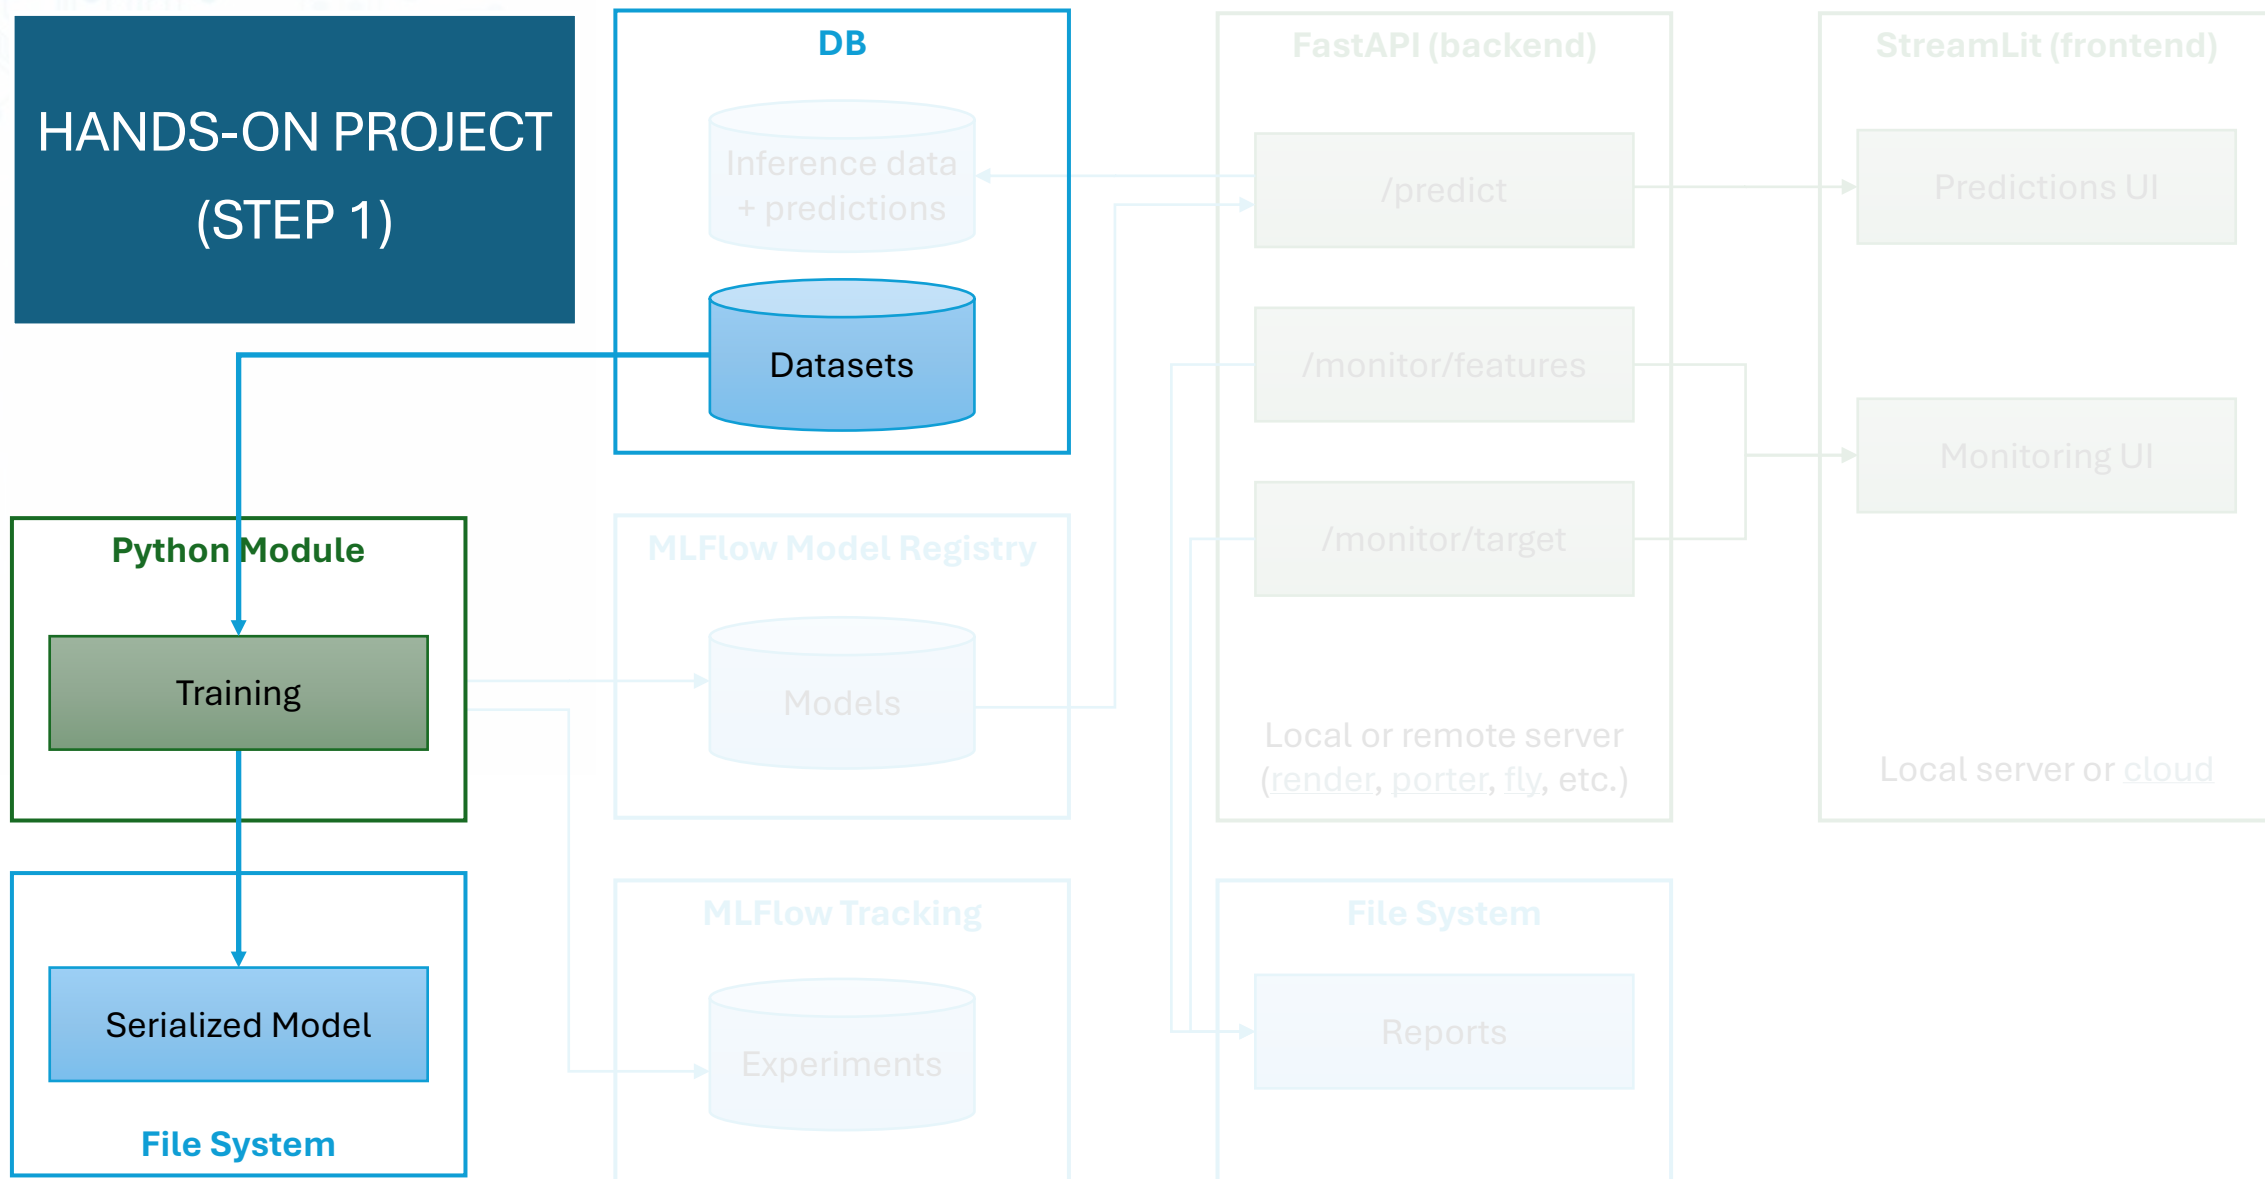 HANDS-ON PROJECT
(STEP 1)
DB
Inference data
+ predictions
Datasets
Python Module
Training
Serialized Model
File System
MLFlow Model Registry
Models
MLFlow Tracking
Experiments
FastAPI (backend)
/predict
/monitor/features
/monitor/target
Local or remote server
(render, porter, fly, etc.)
File System
Reports
StreamLit (frontend)
Predictions UI
Monitoring UI
Local server or cloud